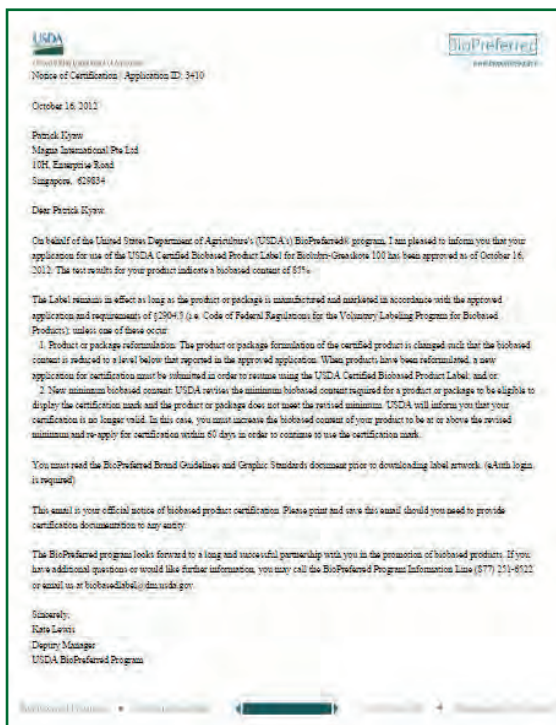 USDA
BioPreferred
Notice of Certification | Application ID: 3410
October 16, 2012
Patrick Kyaw
Magna International Pte Ltd
10H, Enterprise Road
Singapore, 629834
Dear Patrick Kyaw:
On behalf of the United States Department of Agriculture's (USDA's) BioPreferred® program, I am pleased to inform you that your
application for use of the USDA Certified Biobased Product Label for Biolubri-Greaskote 100 has been approved as of October 16,
2012. The test results for your product indicate a biobased content of 87%.
The Label remains in effect as long as the product or package is manufactured and marketed in accordance with the approved
application and requirements of (i.e. Code of Federal Regulations for the Voluntary Labeling Program for Biobased
Products); unless one of these occur:
1. Product or package reformulation: The product or package formulation of the certified product is changed such that the biobased
content is reduced to a level below that reported in the approved application. When products have been reformulated, a new
application for certification must be submitted in order to resume using the USDA Certified Biobased Product Label; and/or
2. New minimum biobased content: USDA revises the minimum biobased content required for a product or package to be eligible to
display the certification mark and the product or package does not meet the revised minimum. USDA will inform you that your
certification is no longer valid. In this case, you must increase the biobased content of your product to be at or above the revised
minimum and re-apply for certification within 60 days in order to continue to use the certification mark.
You must read the BioPreferred Brand Guidelines and Graphic Standards document prior to downloading label artwork. (eAuth login
is required)
This email is your official notice of biobased product certification. Please print and save this email should you need to provide
certification documentation to any entity.
The BioPreferred program looks forward to a long and successful partnership with you in the promotion of biobased products. If you
have additional questions or would like further information, you may call the BioPreferred Program Information Line (877) 251-6522
or email us at biobasedlabel@dm.usda.gov.
Sincerely,
Kate Lewis
Deputy Manager
USDA BioPreferred Program